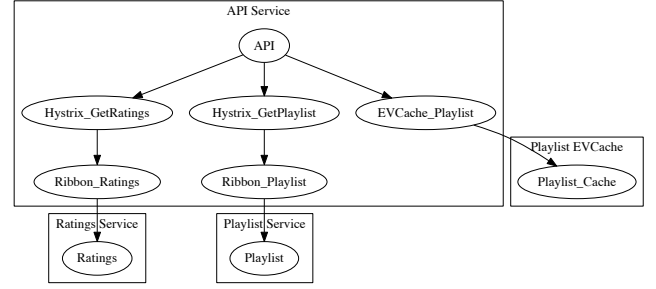 API Service
API
Hystrix_GetRatings
Hystrix_GetPlaylist
EVCache_Playlist
Playlist EVCache
Ribbon_Ratings
Ribbon_Playlist
Playlist_Cache
Ratings Service
Playlist Service
Ratings
Playlist